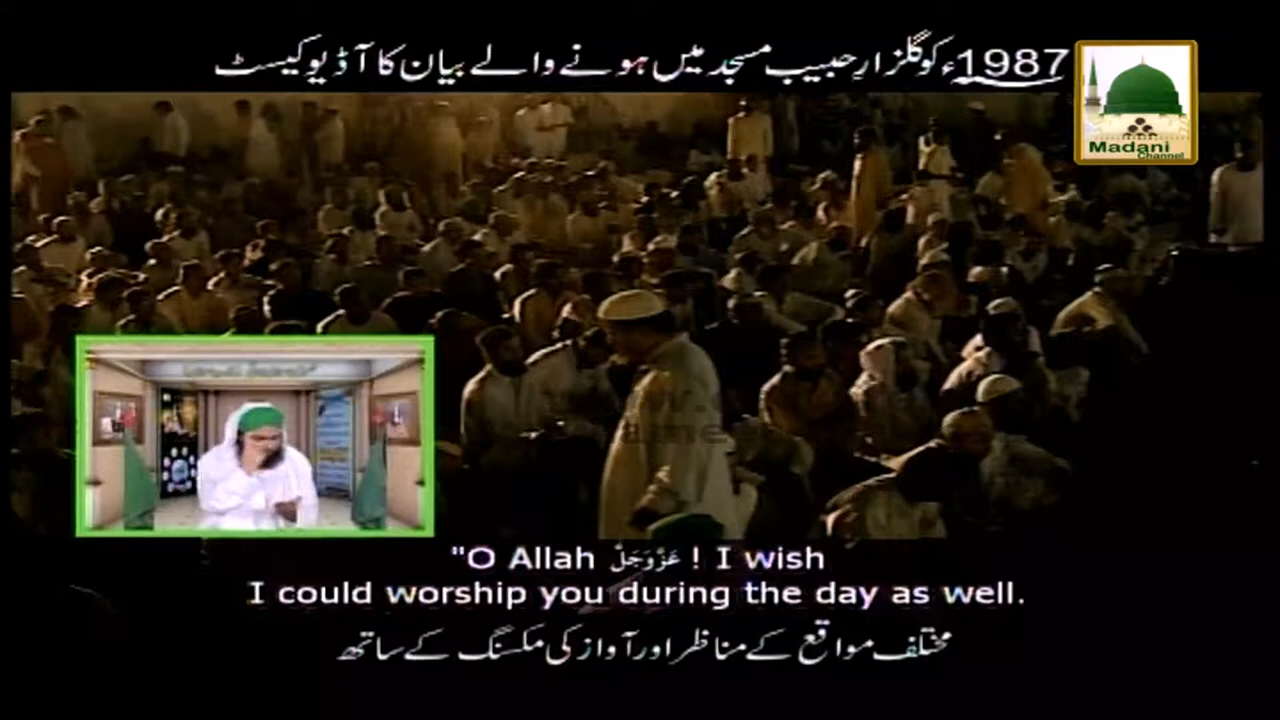 1987ء کو گلزارِ حبیب مسجد میں ہونے والے بیان کا آڈیو کیسٹ
Madani
Channel
"O Allah عَزَّوَجَلَّ ! I wish
I could worship you during the day as well.
مختلف مواقع کے مناظر اور آواز کی مکسنگ کے ساتھ